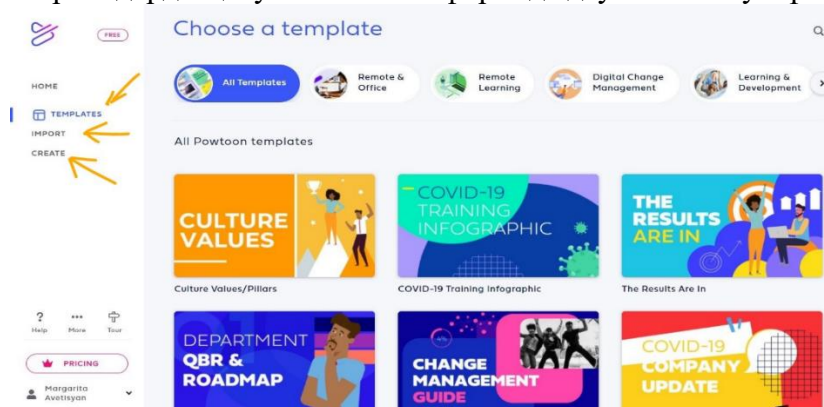 Choose a template
FREE
HOME
TEMPLATES
IMPORT
CREATE
All Templates
Remote &
Office
Remote
Learning
Digital Change
Management
Learning &
Development
All Powtoon templates
CULTURE
VALUES
Culture Values/Pillars
COVID-19
TRAINING
INFOGRAPHIC
COVID-19 Training Infographic
THE
RESULTS
ARE IN
The Results Are In
DEPARTMENT
QBR &
ROADMAP
CHANGE
MANAGEMENT
GUIDE
COVID-19
COMPANY
UPDATE
?
Help
More
Tour
PRICING
Margarita
Avetisyan